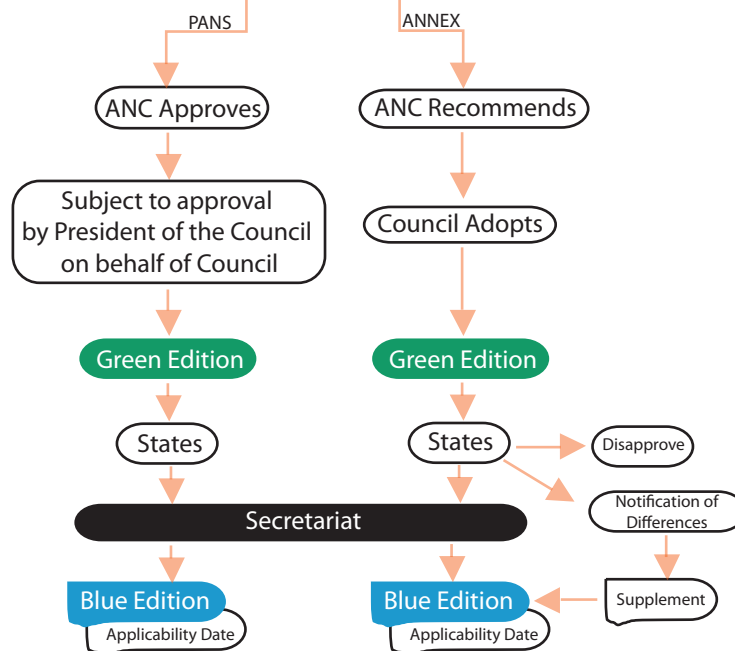 PANS
ANNEX
ANC Approves
ANC Recommends
Subject to approval
by President of the Council
on behalf of Council
Council Adopts
Green Edition
Green Edition
States
States
Disapprove
Notification of
Differences
Secretariat
Blue Edition
Blue Edition
Supplement
Applicability Date
Applicability Date